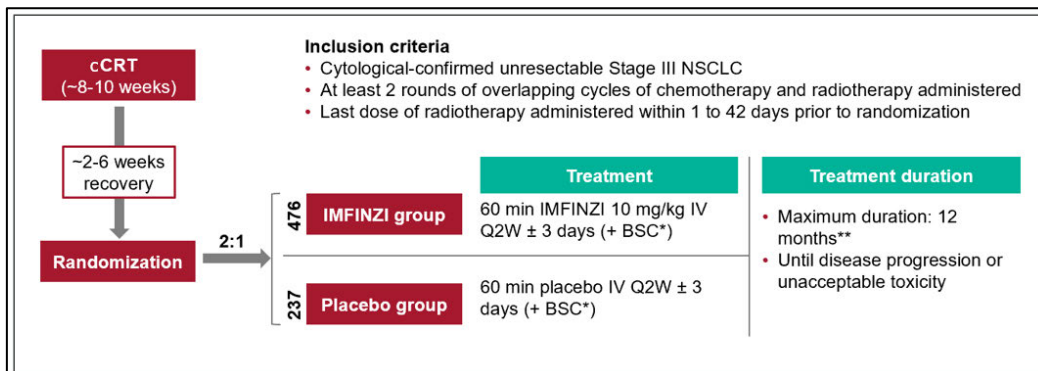 cCRT
(~8-10 weeks)
~2-6 weeks
recovery
Randomization
2:1
Inclusion criteria
• Cytological-confirmed unresectable Stage III NSCLC
• At least 2 rounds of overlapping cycles of chemotherapy and radiotherapy administered
• Last dose of radiotherapy administered within 1 to 42 days prior to randomization
Treatment
Treatment duration
476
IMFINZI group
60 min IMFINZI 10 mg/kg IV
Q2W ± 3 days (+ BSC*)
237
Placebo group
60 min placebo IV Q2W ± 3
days (+ BSC*)
• Maximum duration: 12
months**
• Until disease progression or
unacceptable toxicity